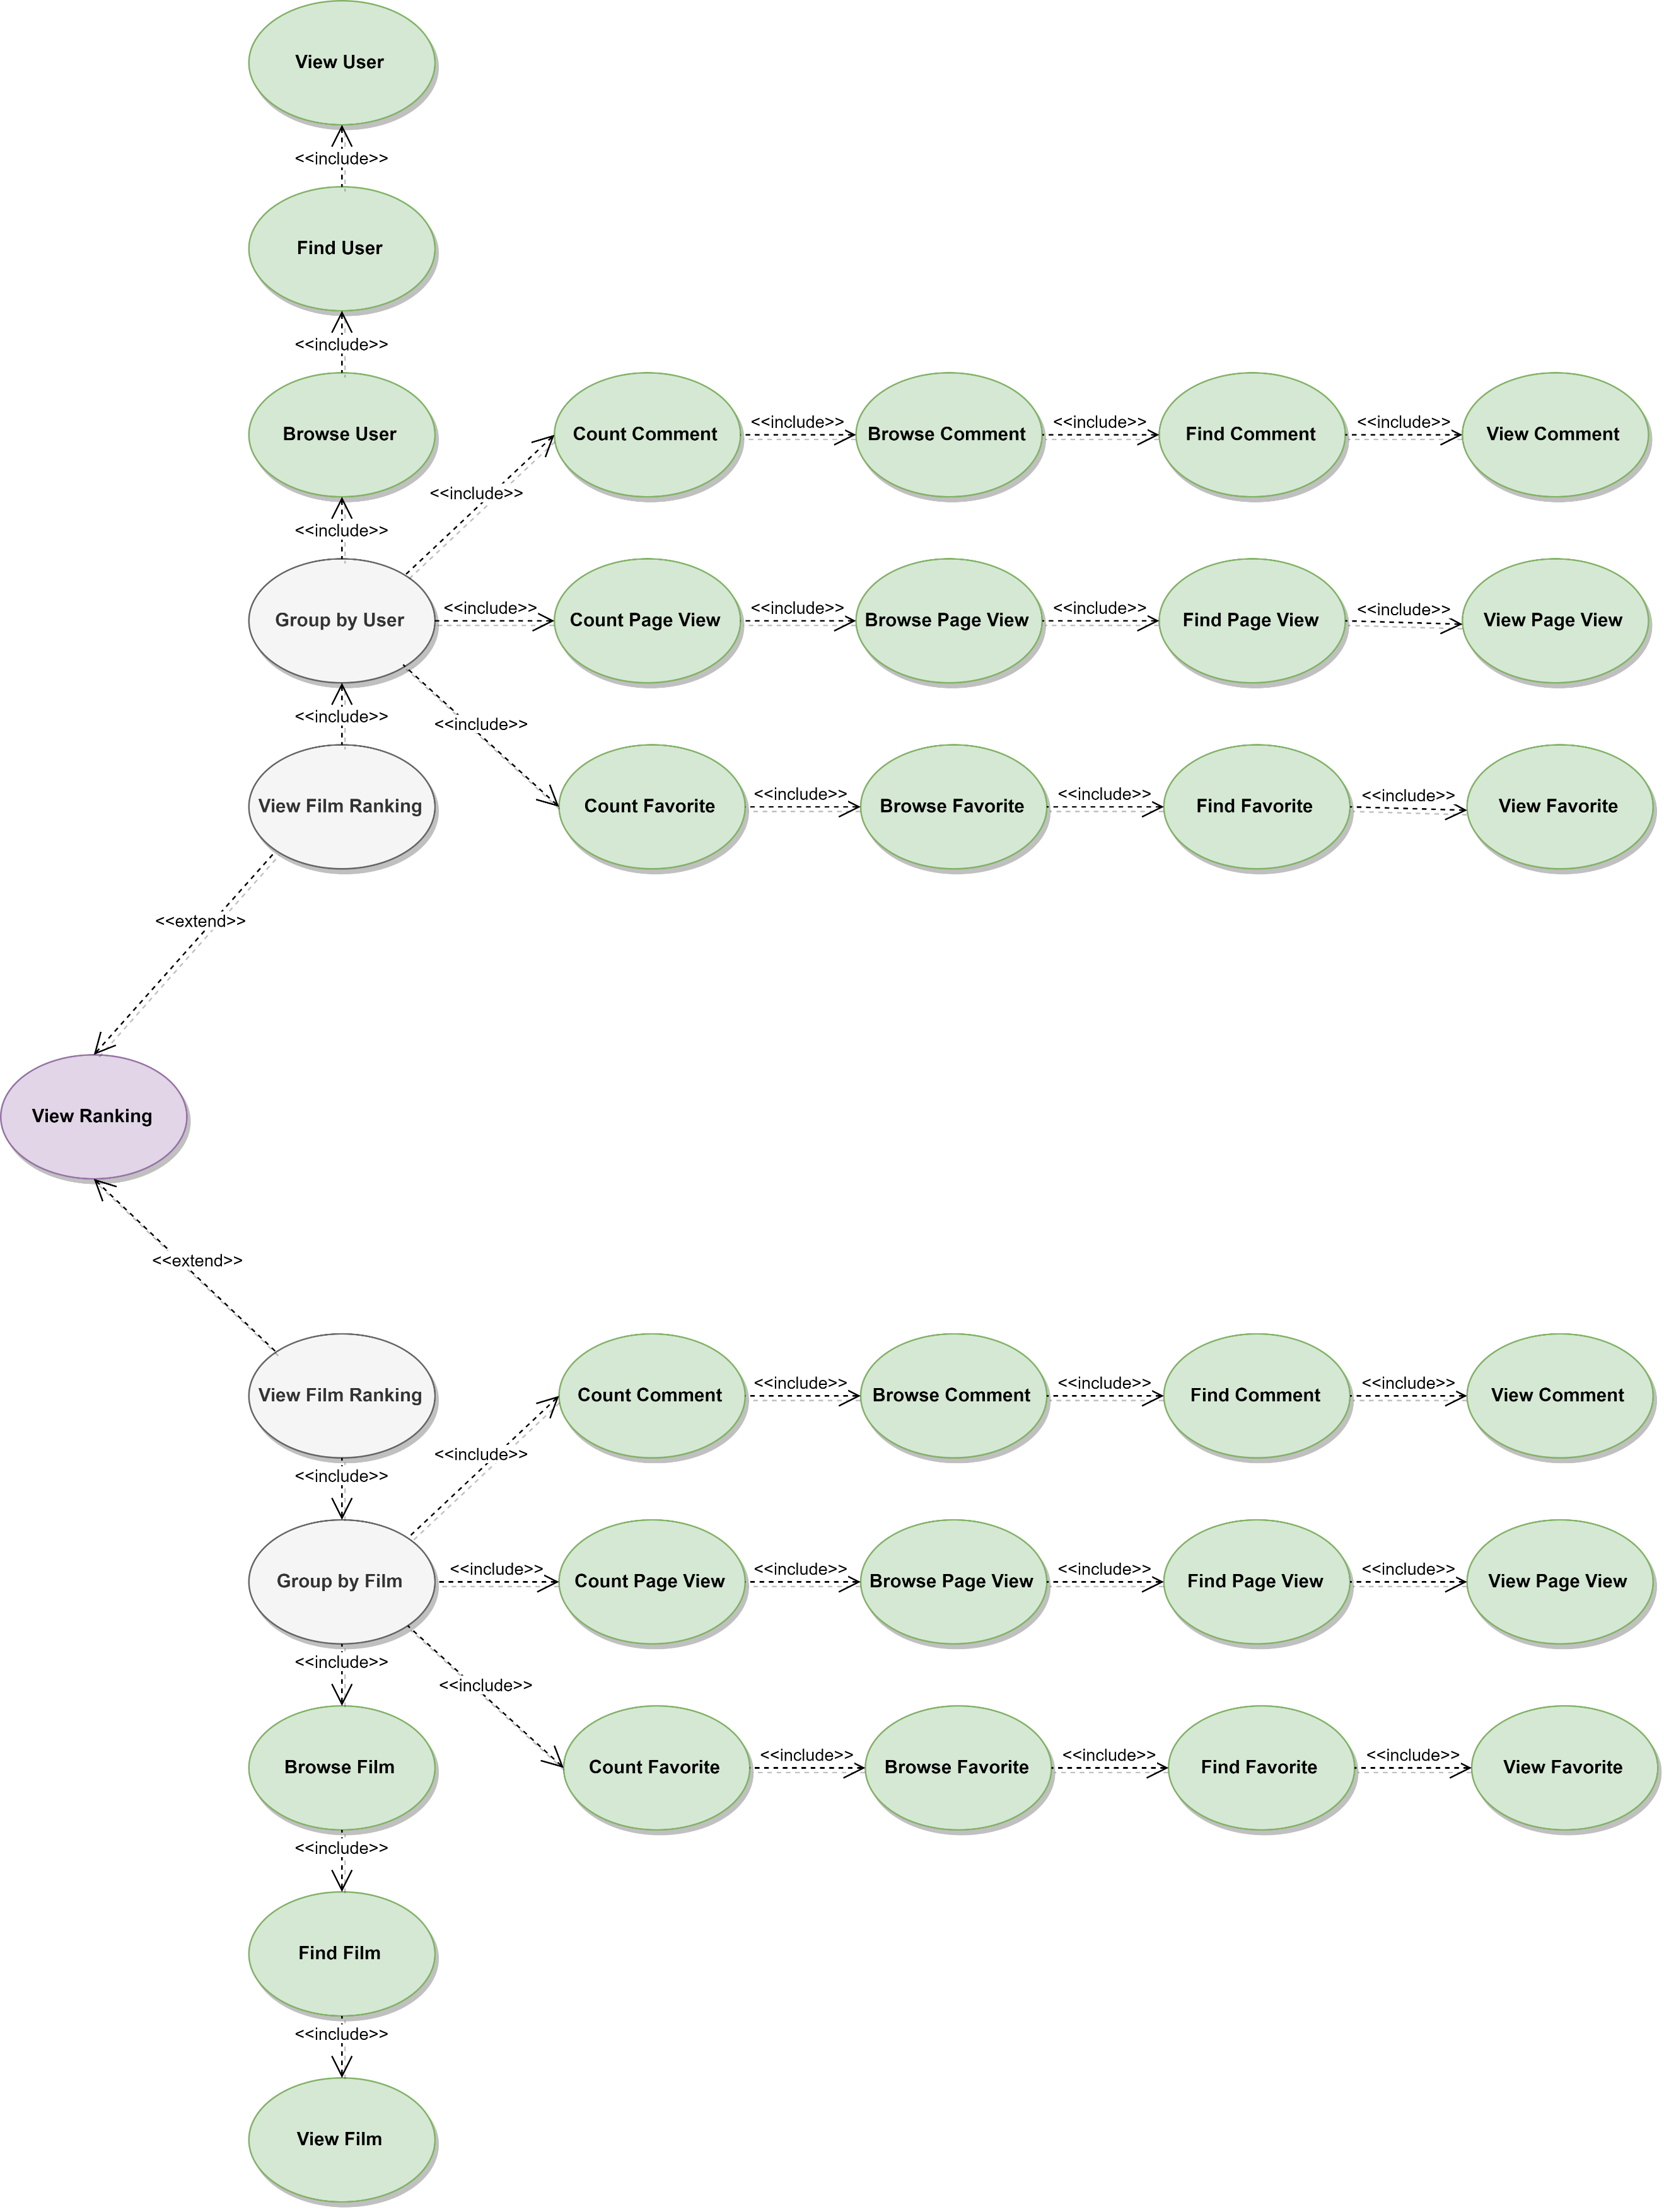 View User
<<include>>
Find User
<<include>>
Browse User
Count Comment
<<include>>
Browse Comment
<<include>>
Find Comment
<<include>>
View Comment
<<include>>
<<include>>
Group by User
<<include>>
Count Page View
<<include>>
Browse Page View
<<include>>
Find Page View
<<include>>
View Page View
<<include>>
<<include>>
View Film Ranking
Count Favorite
<<include>>
Browse Favorite
<<include>>
Find Favorite
<<include>>
View Favorite
<<extend>>
View Ranking
<<extend>>
View Film Ranking
Count Comment
<<include>>
Browse Comment
<<include>>
Find Comment
<<include>>
View Comment
<<include>>
<<include>>
Group by Film
<<include>>
Count Page View
<<include>>
Browse Page View
<<include>>
Find Page View
<<include>>
View Page View
<<include>>
<<include>>
Browse Film
Count Favorite
<<include>>
Browse Favorite
<<include>>
Find Favorite
<<include>>
View Favorite
<<include>>
Find Film
<<include>>
View Film